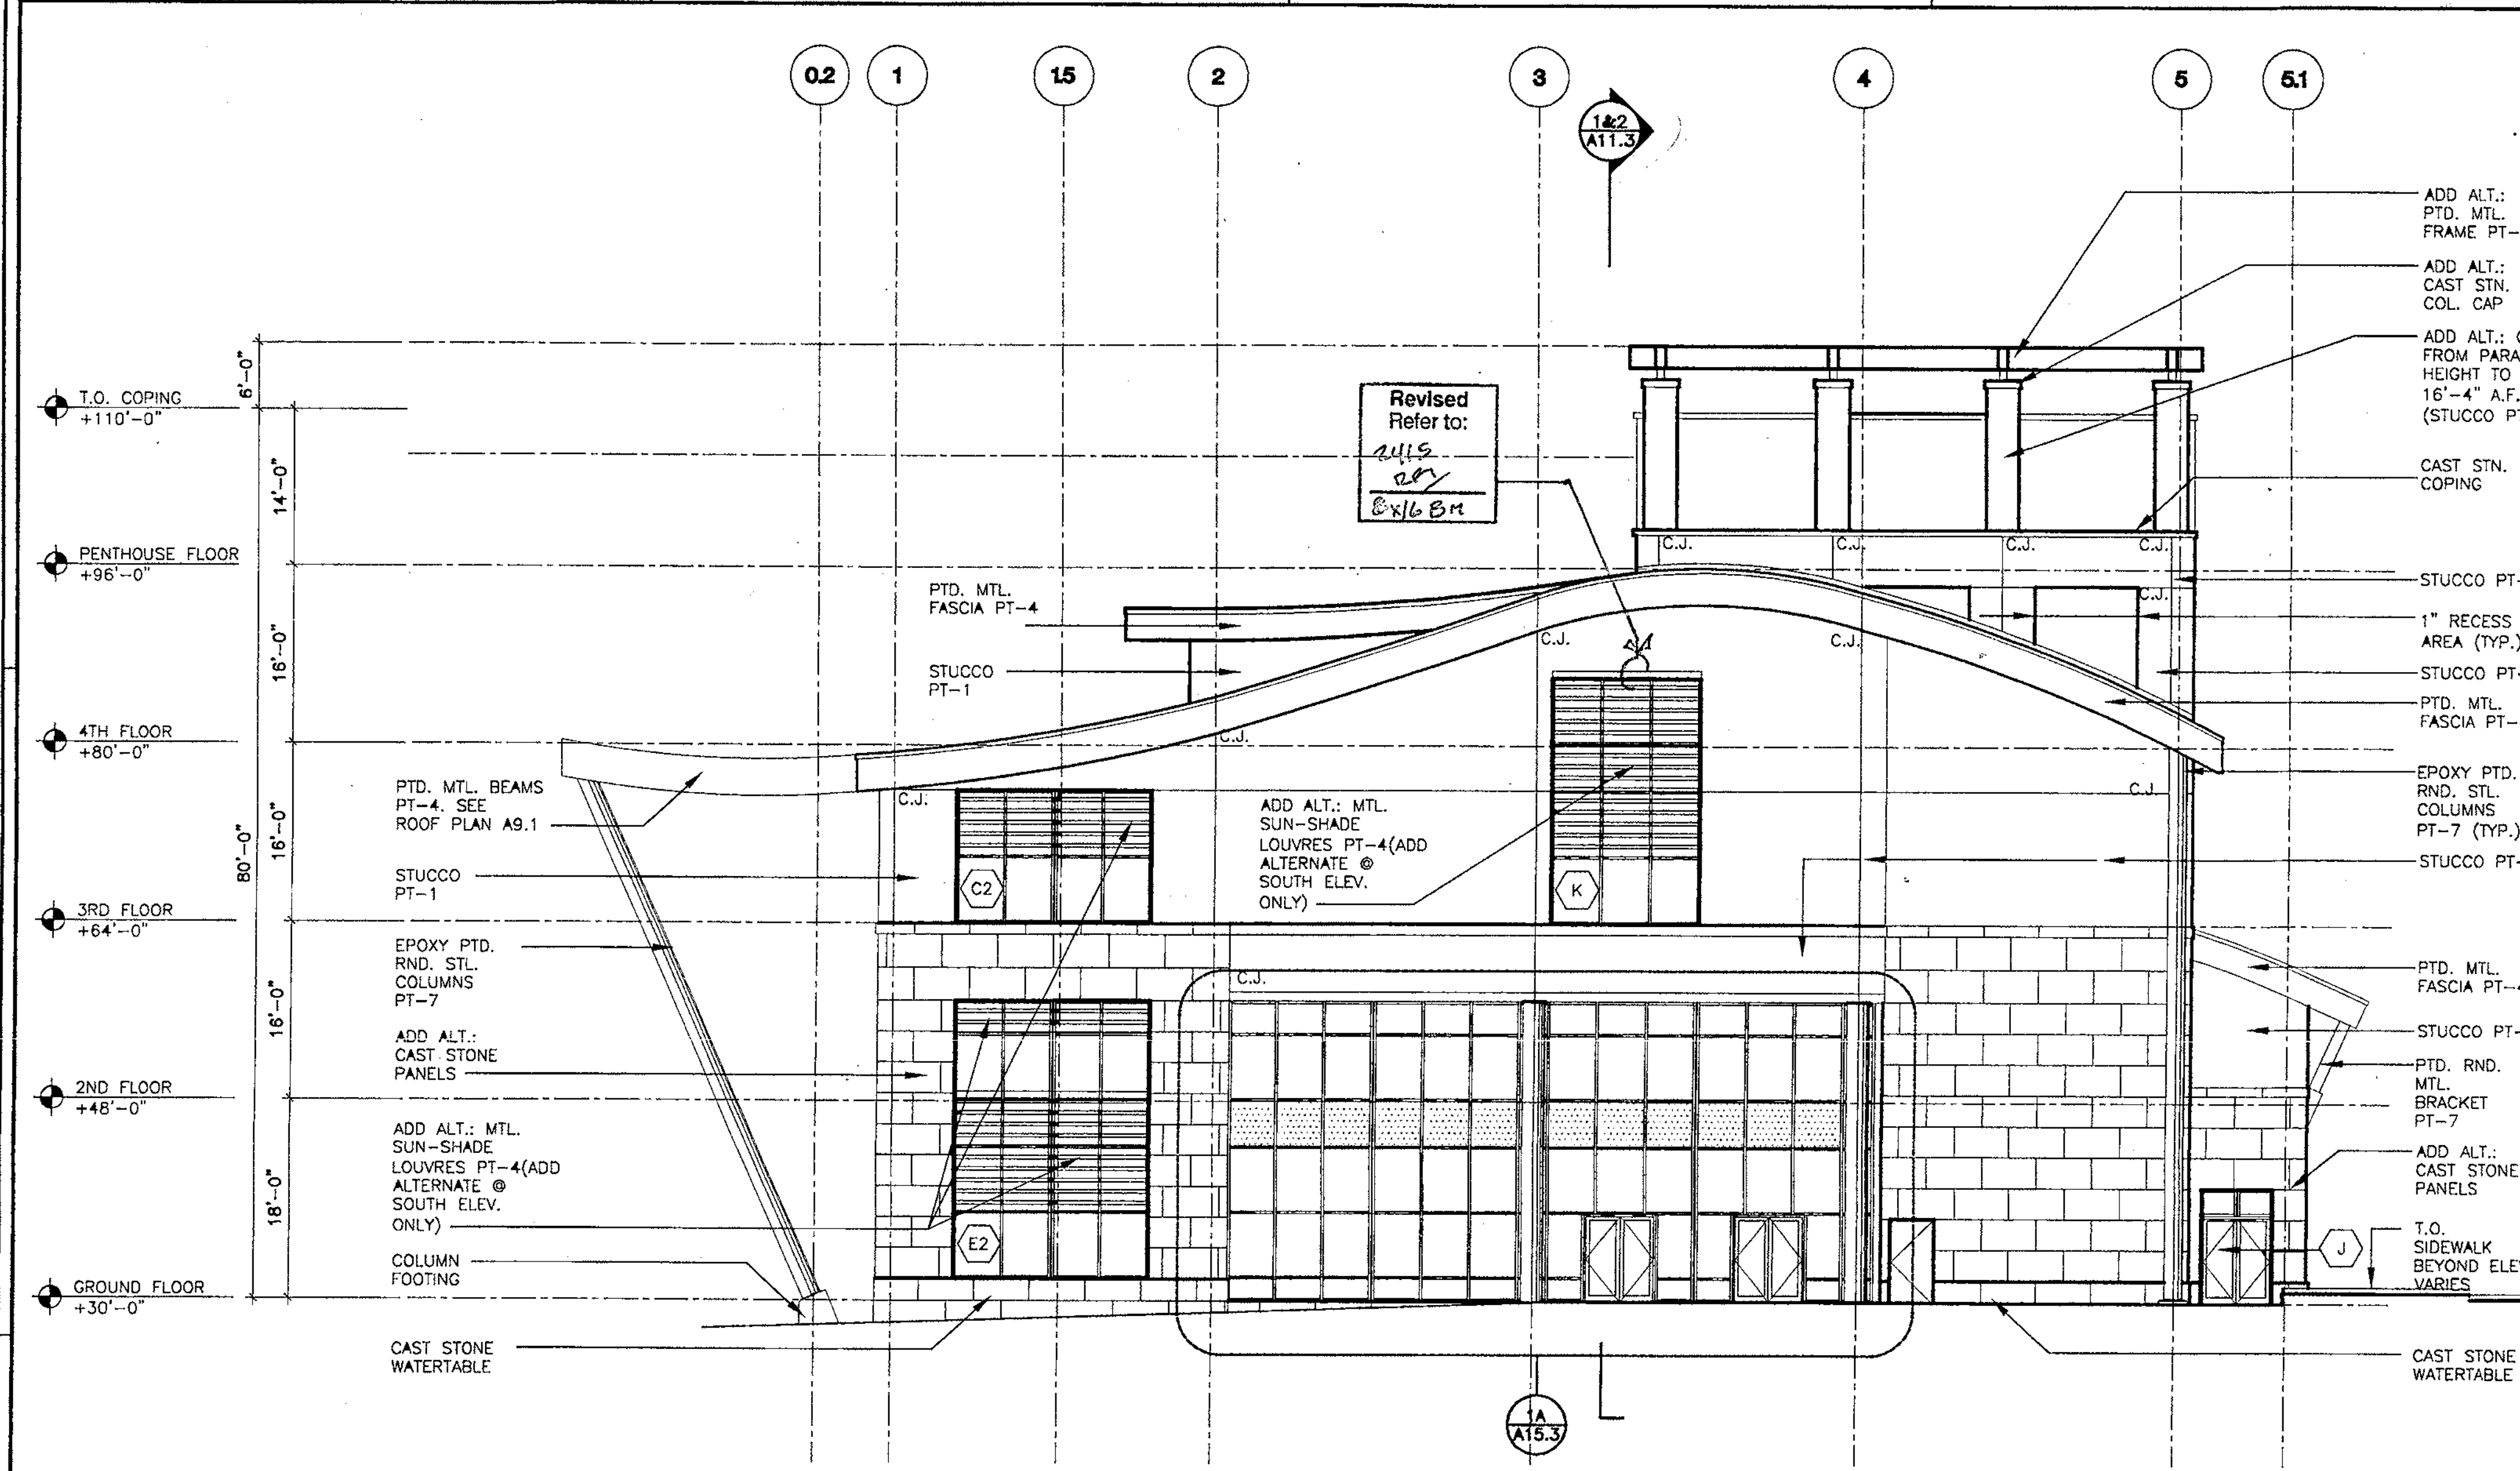 0.2
1
1.5
2
3
4
5
5.1
1&2
A11.3
ADD ALT.:
PTD. MTL.
FRAME PT-
ADD ALT.:
CAST STN.
COL. CAP
ADD ALT.:
FROM PARA
HEIGHT TO
16'-4" A.F.
(STUCCO PT
CAST STN.
COPING
STUCCO PT-
1" RECESS
AREA (TYP.)
STUCCO PT-
PTD. MTL.
FASCIA PT-
EPOXY PTD.
RND. STL.
COLUMNS
PT-7 (TYP.)
STUCCO PT-
PTD. MTL.
FASCIA PT-4
STUCCO PT-
PTD. RND.
MTL.
BRACKET
PT-7
ADD ALT.:
CAST STONE
PANELS
J
T.O.
SIDEWALK
BEYOND ELEV
VARIES
CAST STONE
WATERTABLE
6'-0"
T.O. COPING
+110'-0"
14'-0"
PENTHOUSE FLOOR
+96'-0"
16'-0"
4TH FLOOR
+80'-0"
80'-0"
16'-0"
3RD FLOOR
+64'-0"
16'-0"
2ND FLOOR
+48'-0"
18'-0"
GROUND FLOOR
+30'-0"
Revised
Refer to:
2415
8x16 BM
C.J.
C.J.
C.J.
C.J.
C.J.
C.J.
C.J.
C.J.
C.J.
C.J.
C.J.
PTD. MTL.
FASCIA PT-4
STUCCO
PT-1
PTD. MTL. BEAMS
PT-4. SEE
ROOF PLAN A9.1
STUCCO
PT-1
EPOXY PTD.
RND. STL.
COLUMNS
PT-7
ADD ALT.:
CAST STONE
PANELS
ADD ALT.: MTL.
SUN-SHADE
LOUVRES PT-4(ADD
ALTERNATE @
SOUTH ELEV.
ONLY)
COLUMN
FOOTING
CAST STONE
WATERTABLE
ADD ALT.: MTL.
SUN-SHADE
LOUVRES PT-4(ADD
ALTERNATE @
SOUTH ELEV.
ONLY)
C2
K
E2
1A
A15.3